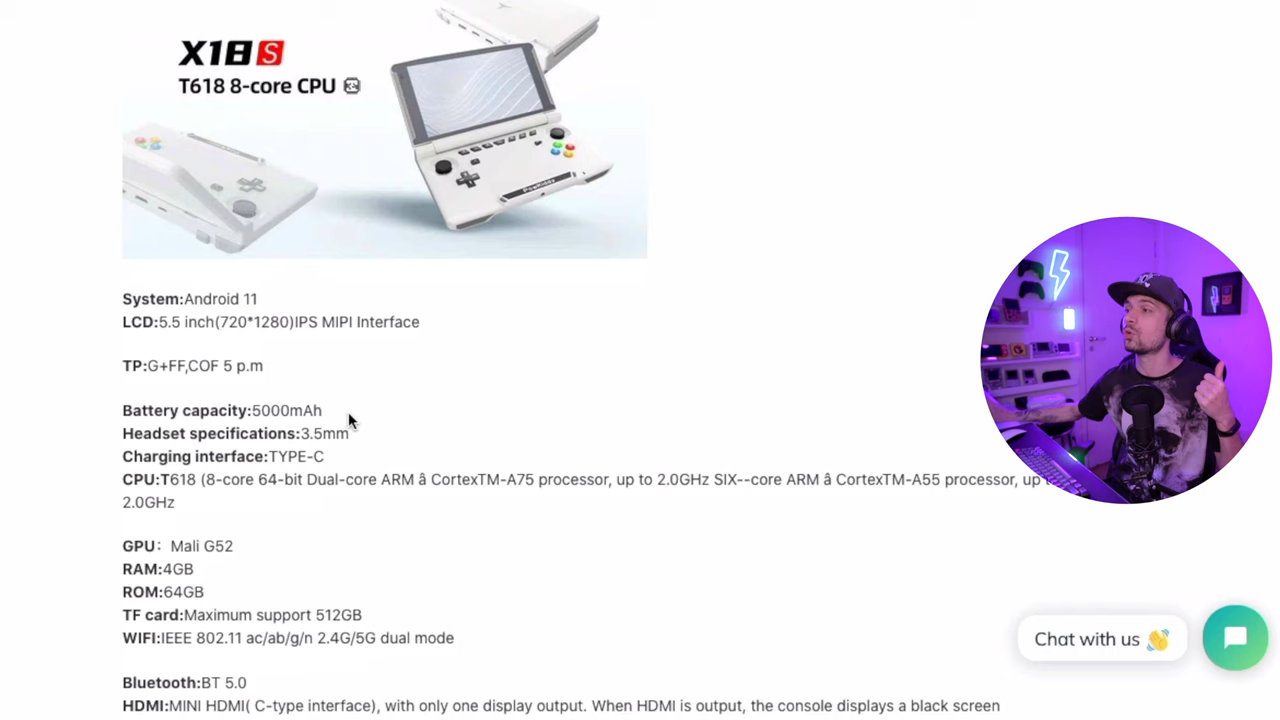 X18 S
T618 8-core CPU
PowKiddy
System:Android 11
LCD:5.5 inch(720*1280)IPS MIPI Interface
TP:G+FF,COF 5 p.m
Battery capacity:5000mAh
Headset specifications:3.5mm
Charging interface:TYPE-C
CPU:T618 (8-core 64-bit Dual-core ARM â CortexTM-A75 processor, up to 2.0GHz SIX--core ARM â CortexTM-A55 processor, up
2.0GHz
GPU： Mali G52
RAM:4GB
ROM:64GB
TF card:Maximum support 512GB
WIFI:IEEE 802.11 ac/ab/g/n 2.4G/5G dual mode
Chat with us 👋
Bluetooth:BT 5.0
HDMI:MINI HDMI( C-type interface), with only one display output. When HDMI is output, the console displays a black screen